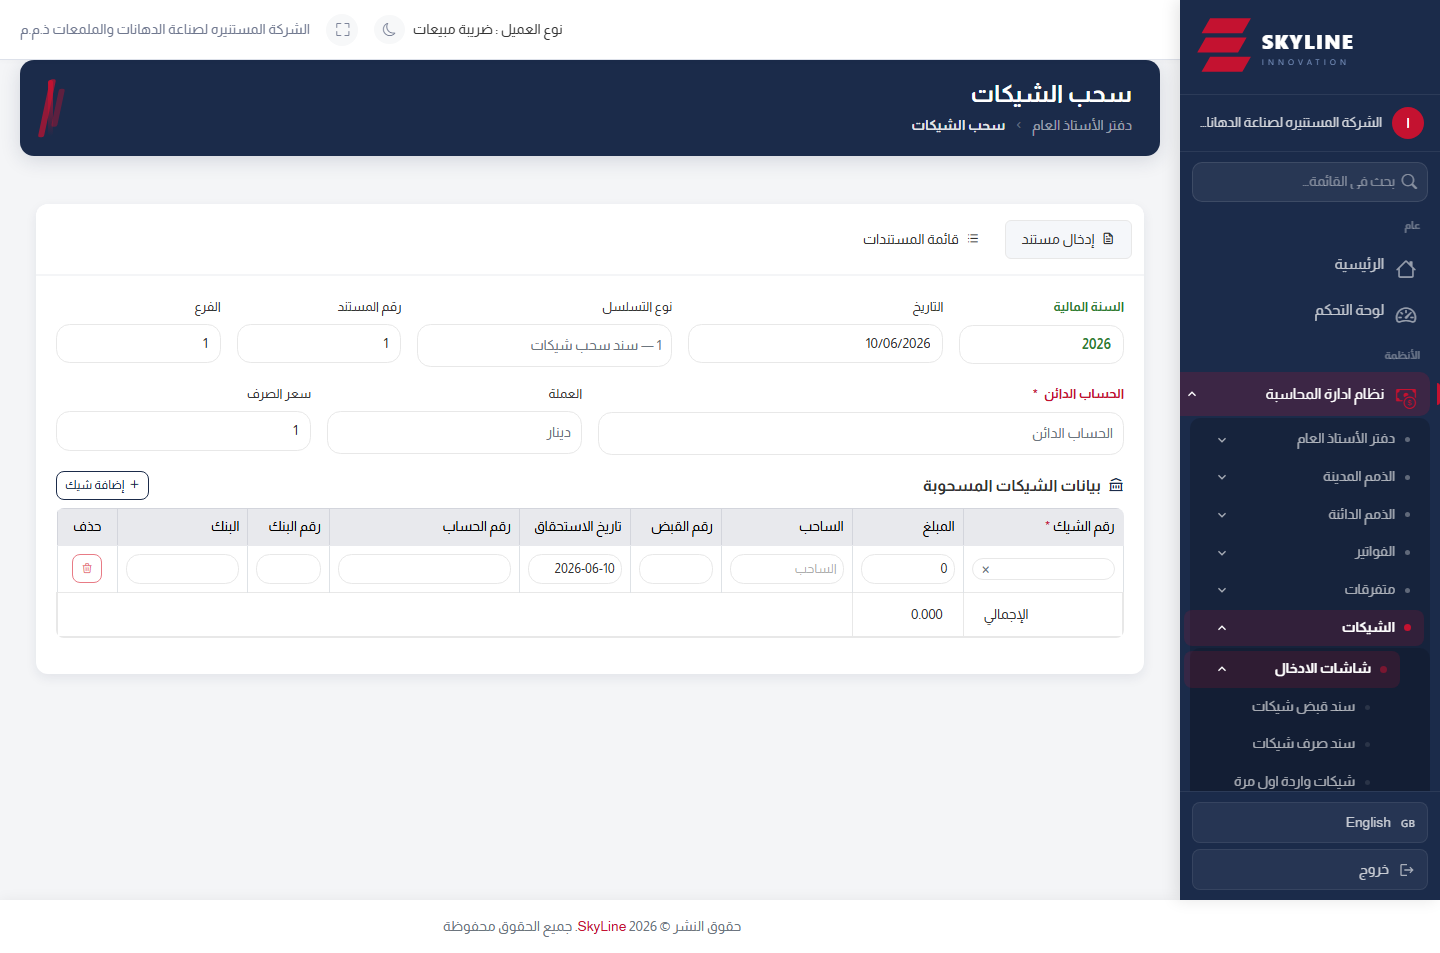 SKYLINE
INNOVATION
ا
الشركة المستنيره لصناعة الدهانا...
بحث في القائمة...
عام
الرئيسية
لوحة التحكم
الأنظمة
نظام ادارة المحاسبة
دفتر الأستاذ العام
الذمم المدينة
الذمم الدائنة
الفواتير
متفرقات
الشيكات
شاشات الادخال
سند قبض شيكات
سند صرف شيكات
شيكات واردة اول مرة
GB English
خروج
نوع العميل : ضريبة مبيعات
الشركة المستنيره لصناعة الدهانات والملمعات ذ.م.م
سحب الشيكات
دفتر الأستاذ العام › سحب الشيكات
إدخال مستند
قائمة المستندات
السنة المالية
2026
التاريخ
10/06/2026
نوع التسلسل
1 — سند سحب شيكات
رقم المستند
1
الفرع
1
الحساب الدائن *
الحساب الدائن
العملة
دينار
سعر الصرف
1
بيانات الشيكات المسحوبة
+ إضافة شيك
رقم الشيك * المبلغ الساحب رقم القبض تاريخ الاستحقاق رقم الحساب رقم البنك البنك حذف
× 0 الساحب 2026-06-10
الإجمالي 0.000
حقوق النشر © 2026 SkyLine. جميع الحقوق محفوظة